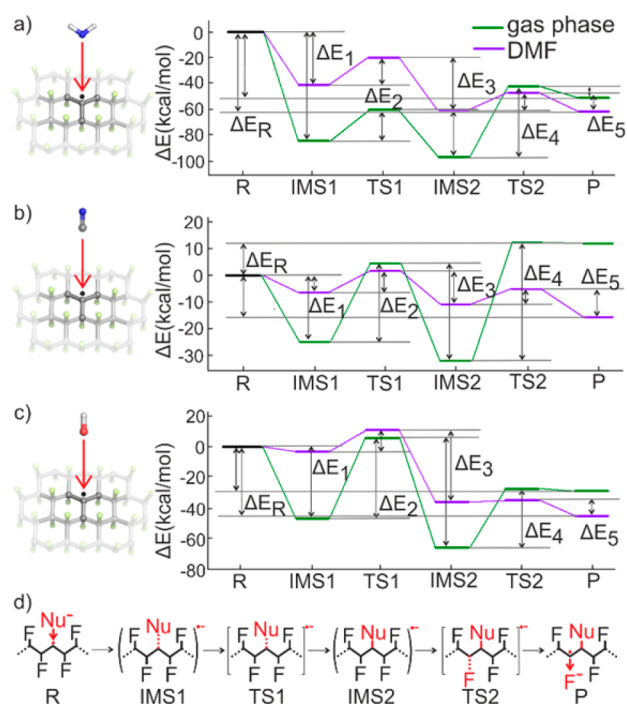 a)
gas phase
DMF
ΔE(kcal/mol)
0
-20
-40
-60
-80
-100
ΔE1
ΔE2
ΔE3
ΔE4
ΔE5
ΔER
R IMS1 TS1 IMS2 TS2 P
b)
ΔE(kcal/mol)
20
10
0
-10
-20
-30
ΔER
ΔE1
ΔE2
ΔE3
ΔE4
ΔE5
R IMS1 TS1 IMS2 TS2 P
c)
ΔE(kcal/mol)
20
0
-20
-40
-60
-80
ΔE1
ΔER
ΔE2
ΔE3
ΔE4
ΔE5
R IMS1 TS1 IMS2 TS2 P
d)
Nu⁻ Nu Nu Nu Nu Nu
F F F F F F F F F F
F F F F F F F F F F F⁻ F
R IMS1 TS1 IMS2 TS2 P